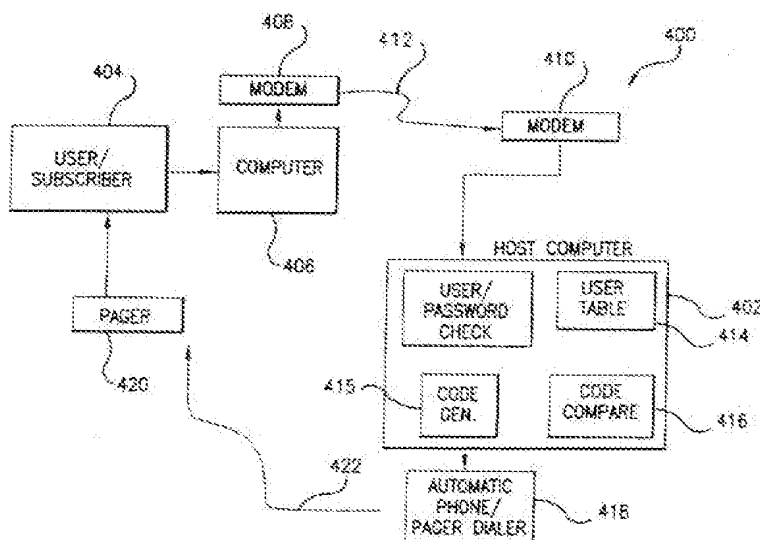 408
412
400
404
410
MODEM
MODEM
USER/
SUBSCRIBER
COMPUTER
406
HOST COMPUTER
USER/
PASSWORD
CHECK
USER
TABLE
402
414
PAGER
420
415
CODE
GEN.
CODE
COMPARE
416
422
AUTOMATIC
PHONE/
PAGER DIALER
418